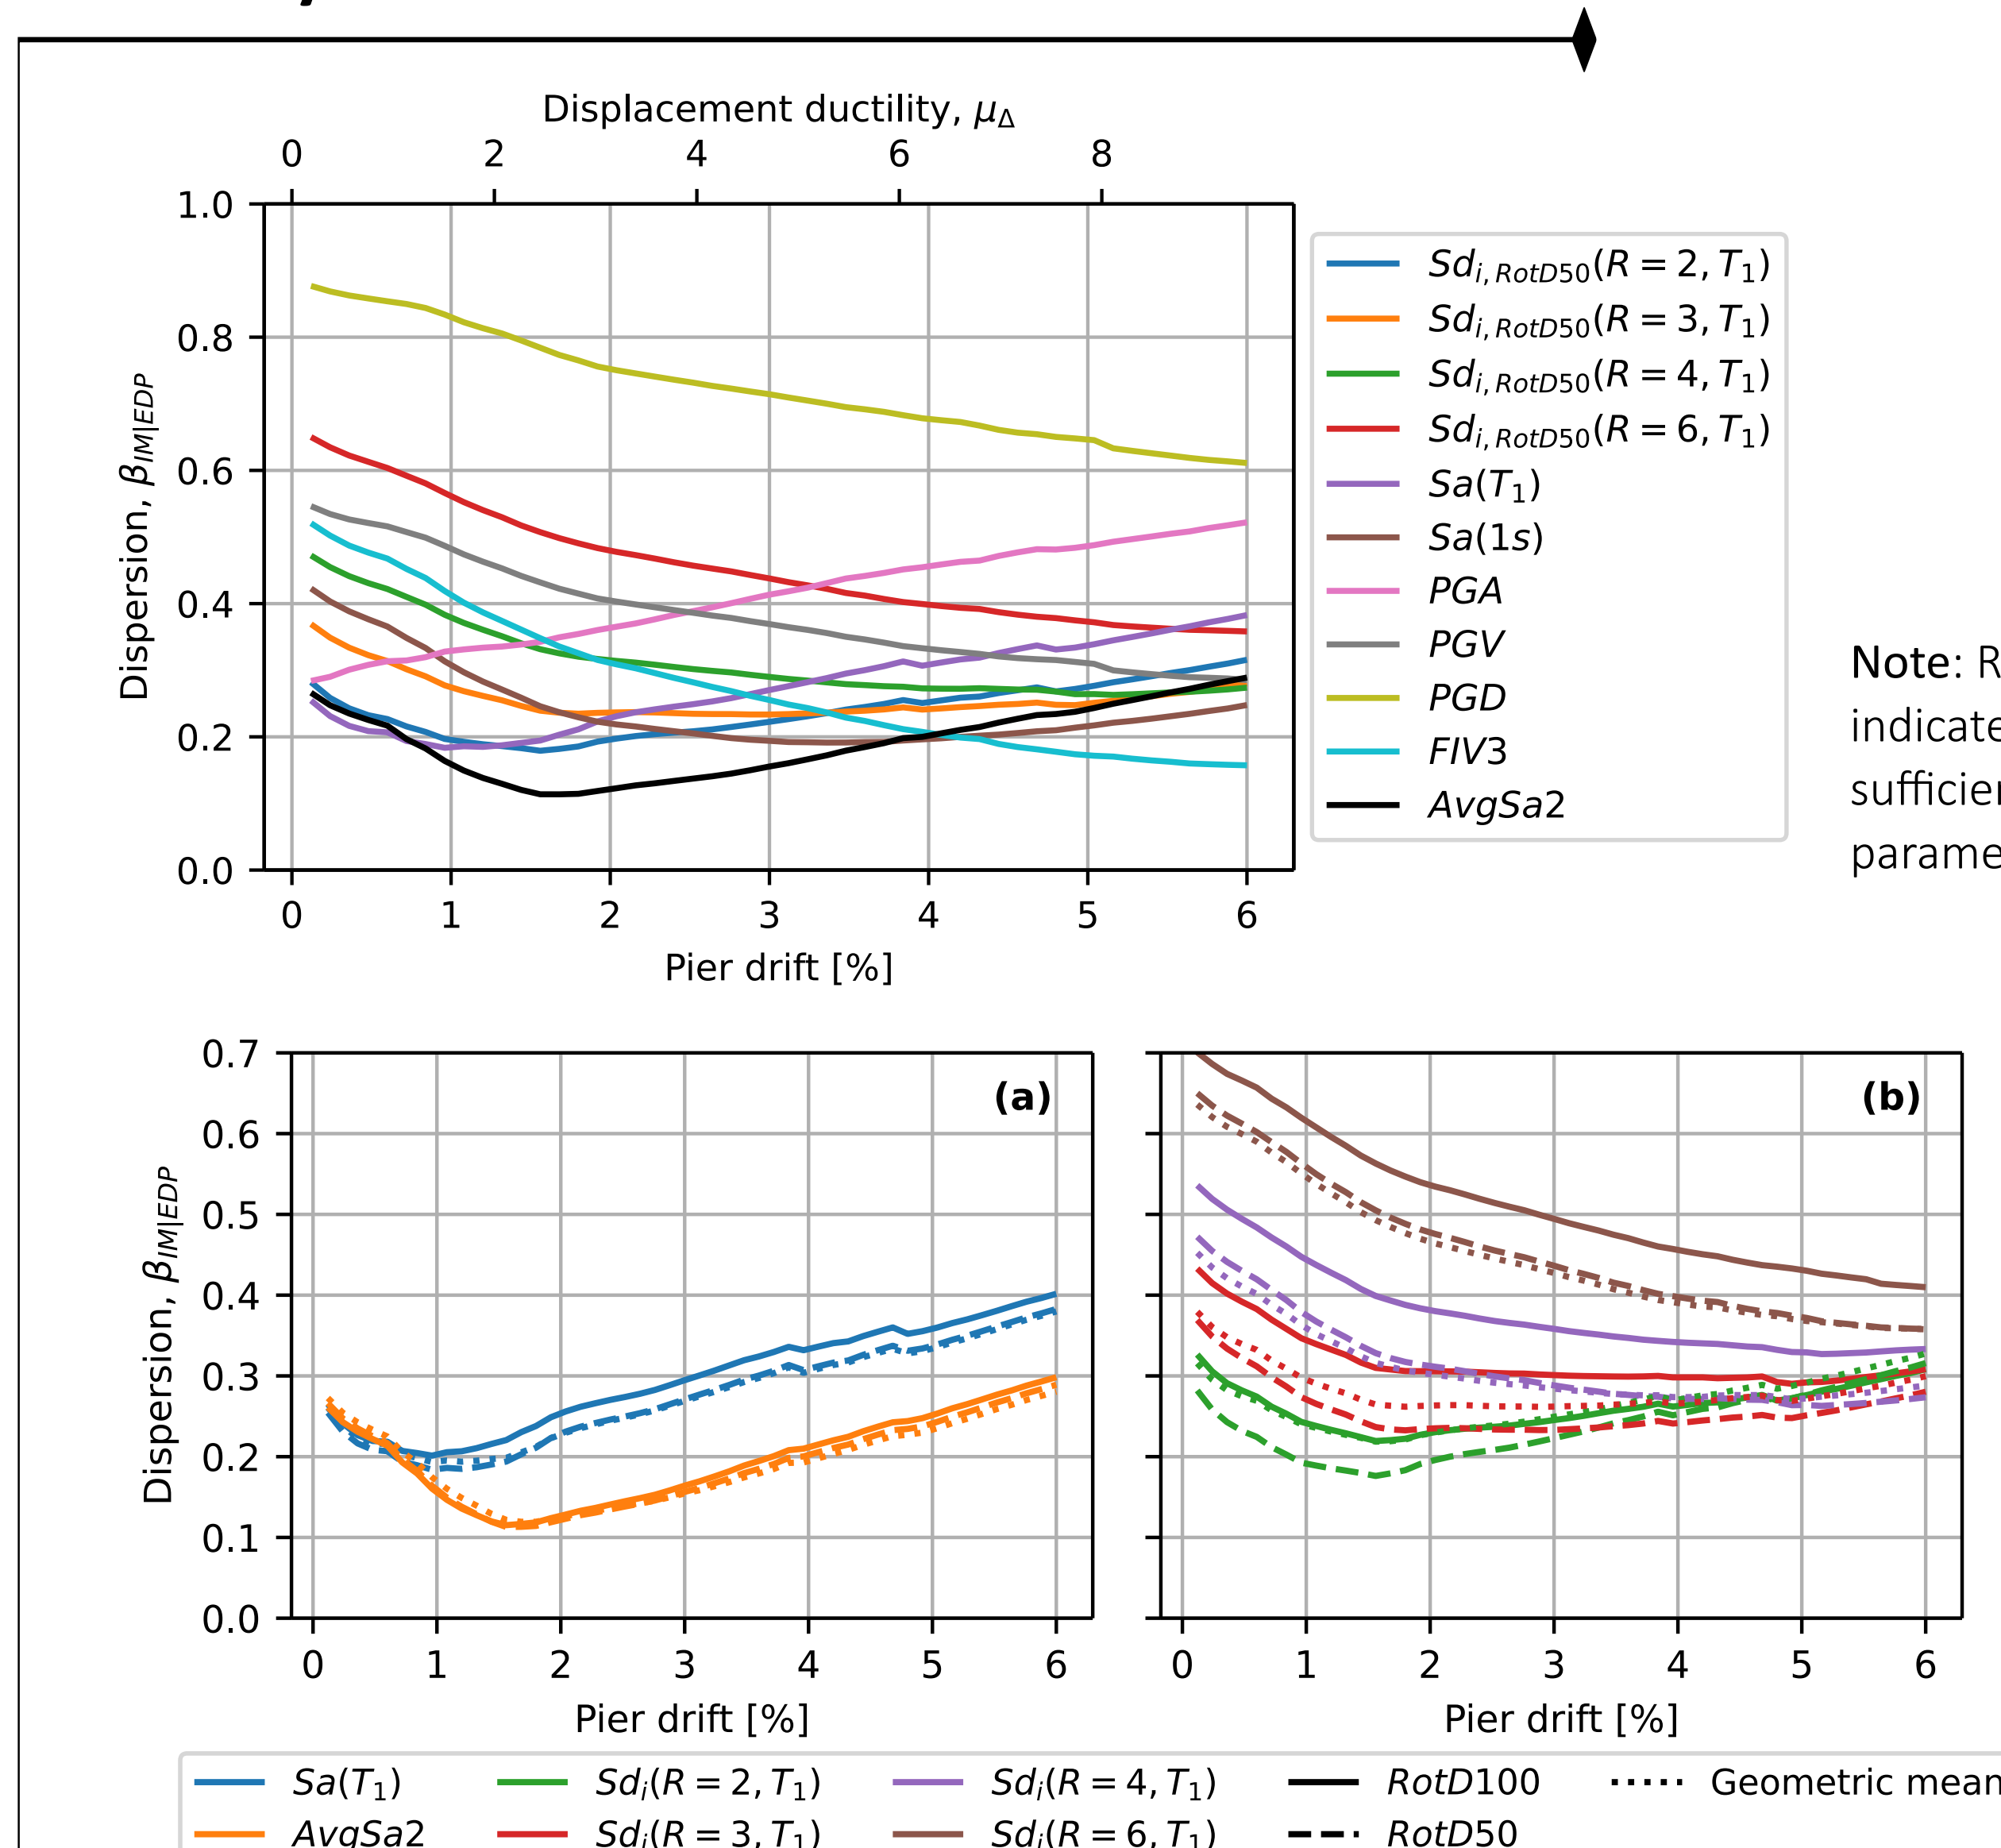 Displacement ductility, μΔ
0 2 4 6 8
1.0
0.8
0.6
0.4
0.2
0.0
Dispersion, βIM|EDP
0 1 2 3 4 5 6
Pier drift [%]
Sdi, RotD50(R = 2, T1)
Sdi, RotD50(R = 3, T1)
Sdi, RotD50(R = 4, T1)
Sdi, RotD50(R = 6, T1)
Sa(T1)
Sa(1s)
PGA
PGV
PGD
FIV3
AvgSa2
Note: R
indicate
sufficien
parame
0.7
0.6
0.5
0.4
0.3
0.2
0.1
0.0
Dispersion, βIM|EDP
(a)
0 1 2 3 4 5 6
Pier drift [%]
(b)
0 1 2 3 4 5 6
Pier drift [%]
Sa(T1) Sdi(R = 2, T1) Sdi(R = 4, T1) RotD100 Geometric mean
AvgSa2 Sdi(R = 3, T1) Sdi(R = 6, T1) RotD50